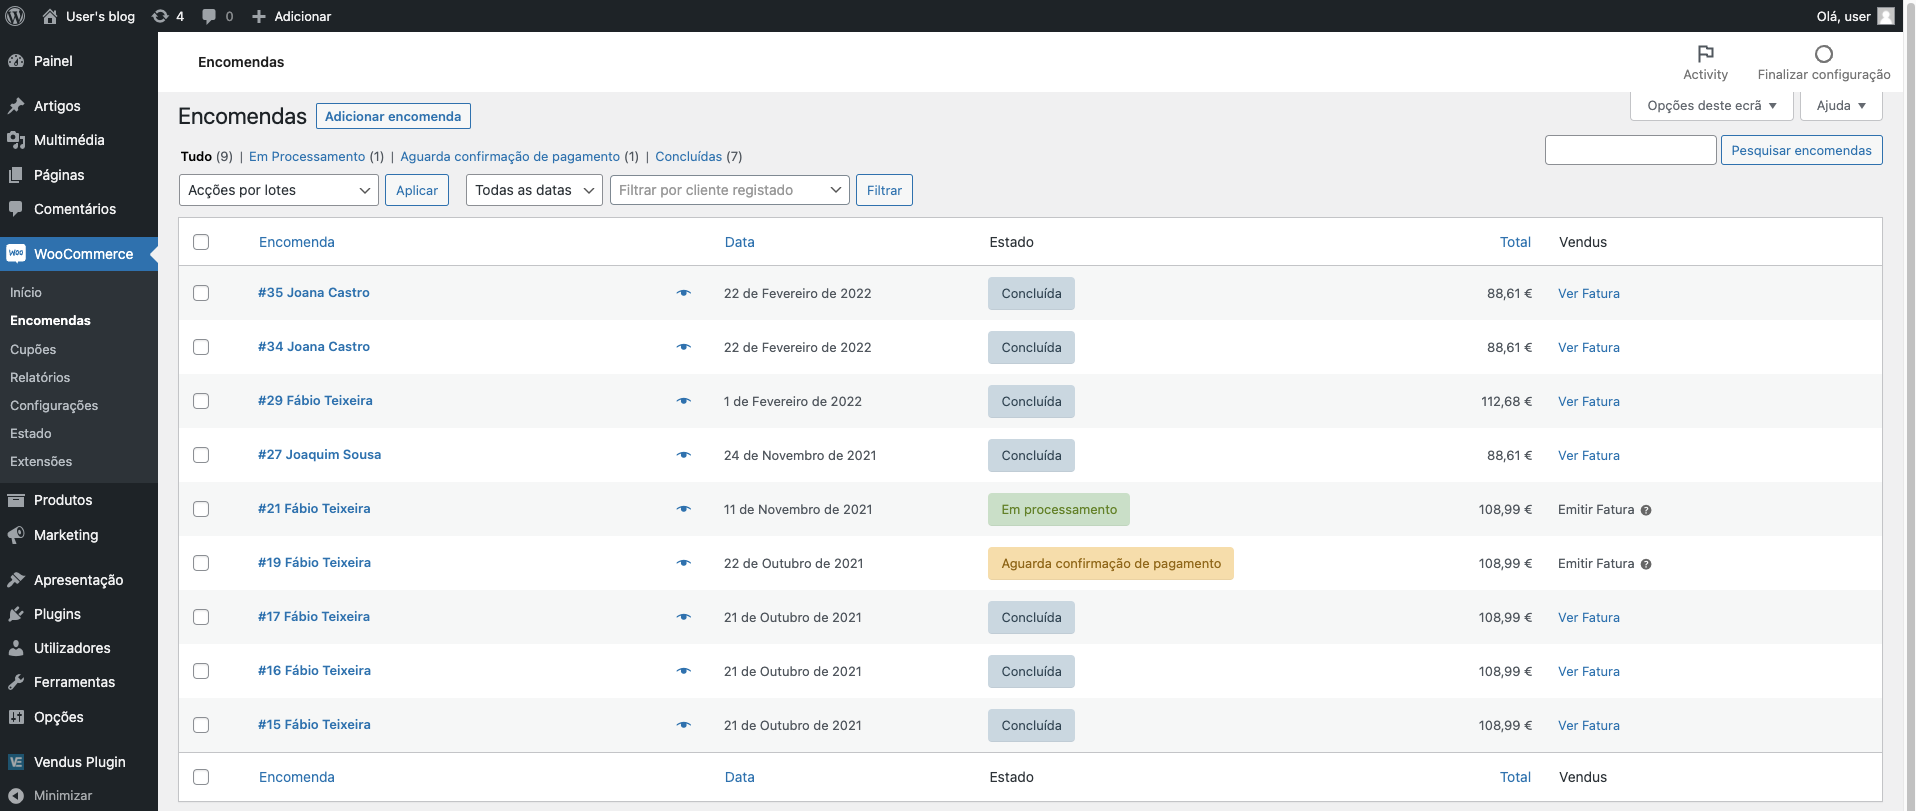 User's blog 4 0 Adicionar Olá, user
Painel
Artigos
Multimédia
Páginas
Comentários
WooCommerce
Início
Encomendas
Cupões
Relatórios
Configurações
Estado
Extensões
Produtos
Marketing
Apresentação
Plugins
Utilizadores
Ferramentas
Opções
VE Vendus Plugin
Minimizar
Encomendas
Activity Finalizar configuração
Opções deste ecrã Ajuda
Encomendas Adicionar encomenda
Tudo (9) | Em Processamento (1) | Aguarda confirmação de pagamento (1) | Concluídas (7)
Pesquisar encomendas
Acções por lotes Aplicar Todas as datas Filtrar por cliente registado Filtrar
Encomenda Data Estado Total Vendus
#35 Joana Castro 22 de Fevereiro de 2022 Concluída 88,61 € Ver Fatura
#34 Joana Castro 22 de Fevereiro de 2022 Concluída 88,61 € Ver Fatura
#29 Fábio Teixeira 1 de Fevereiro de 2022 Concluída 112,68 € Ver Fatura
#27 Joaquim Sousa 24 de Novembro de 2021 Concluída 88,61 € Ver Fatura
#21 Fábio Teixeira 11 de Novembro de 2021 Em processamento 108,99 € Emitir Fatura ?
#19 Fábio Teixeira 22 de Outubro de 2021 Aguarda confirmação de pagamento 108,99 € Emitir Fatura ?
#17 Fábio Teixeira 21 de Outubro de 2021 Concluída 108,99 € Ver Fatura
#16 Fábio Teixeira 21 de Outubro de 2021 Concluída 108,99 € Ver Fatura
#15 Fábio Teixeira 21 de Outubro de 2021 Concluída 108,99 € Ver Fatura
Encomenda Data Estado Total Vendus